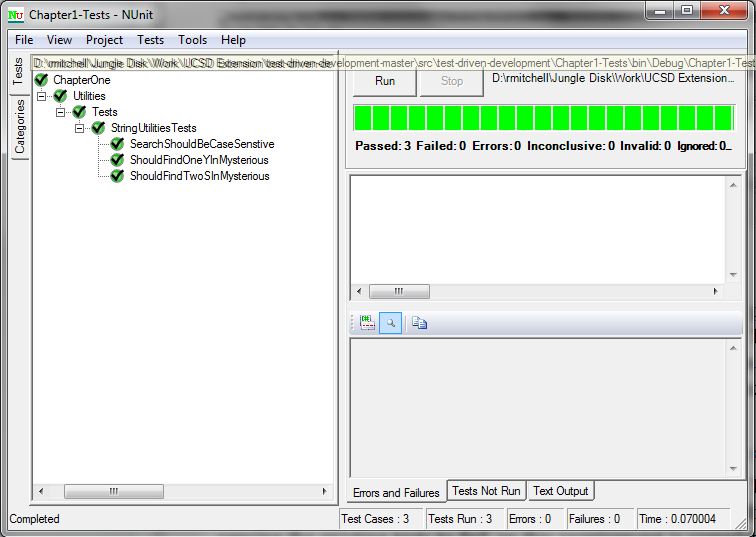 Chapter1-Tests - NUnit
File View Project Tests Tools Help
D:\rmitchell\Jungle Disk\Work\UCSD Extension\test-driven-development-master\src\test-driven-development\Chapter1-Tests\bin\Debug\Chapter1-Test
Tests
Categories
ChapterOne
Utilities
Tests
StringUtilitiesTests
SearchShouldBeCaseSenstive
ShouldFindOneYInMysterious
ShouldFindTwoSInMysterious
Run Stop D:\rmitchell\Jungle Disk\Work\UCSD Extension...
Passed: 3 Failed: 0 Errors: 0 Inconclusive: 0 Invalid: 0 Ignored: 0...
Errors and Failures Tests Not Run Text Output
Completed Test Cases : 3 Tests Run : 3 Errors : 0 Failures : 0 Time : 0.070004